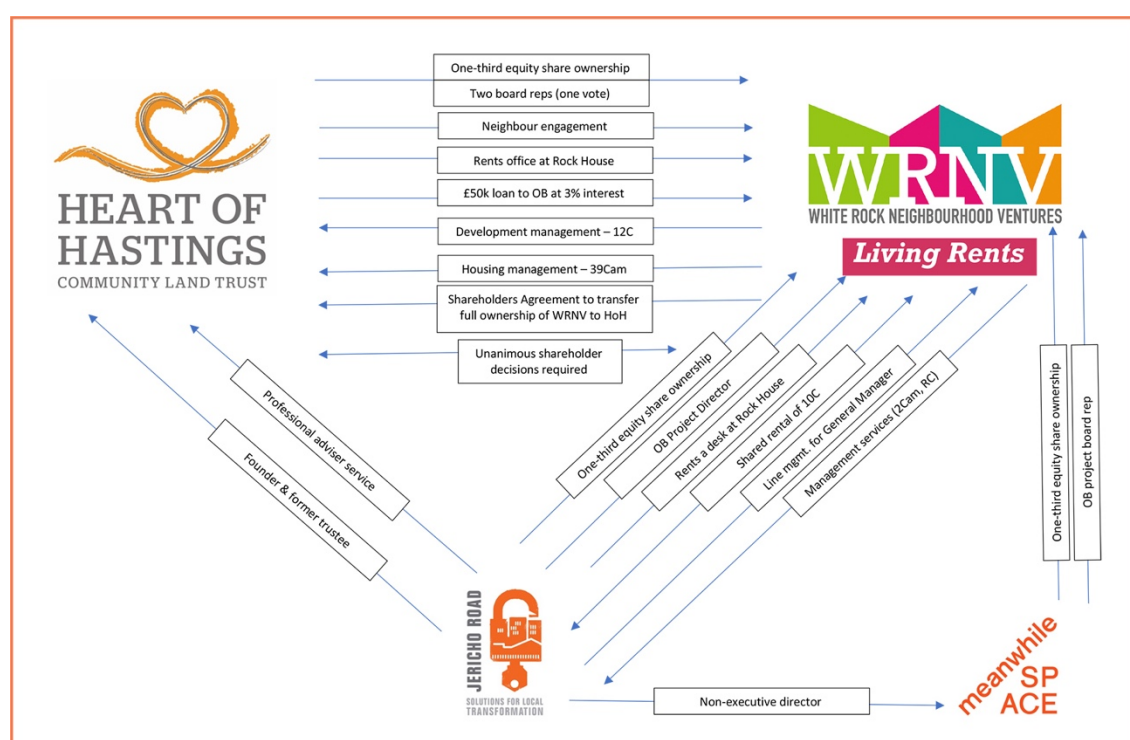 One-third equity share ownership
Two board reps (one vote)
Neighbour engagement
Rents office at Rock House
£50k loan to OB at 3% interest
Development management – 12C
Housing management – 39Cam
Shareholders Agreement to transfer
full ownership of WRNV to HoH
Unanimous shareholder
decisions required
HEART OF
HASTINGS
COMMUNITY LAND TRUST
WRNV
WHITE ROCK NEIGHBOURHOOD VENTURES
Living Rents
Professional adviser service
Founder & former trustee
One-third equity share ownership
OB Project Director
Rents a desk at Rock House
Shared rental of 10C
Line mgmt. for General Manager
Management services (2Cam, RC)
One-third equity share ownership
OB project board rep
JERICHO ROAD
SOLUTIONS FOR LOCAL
TRANSFORMATION
Non-executive director
meanwhile
SP
ACE